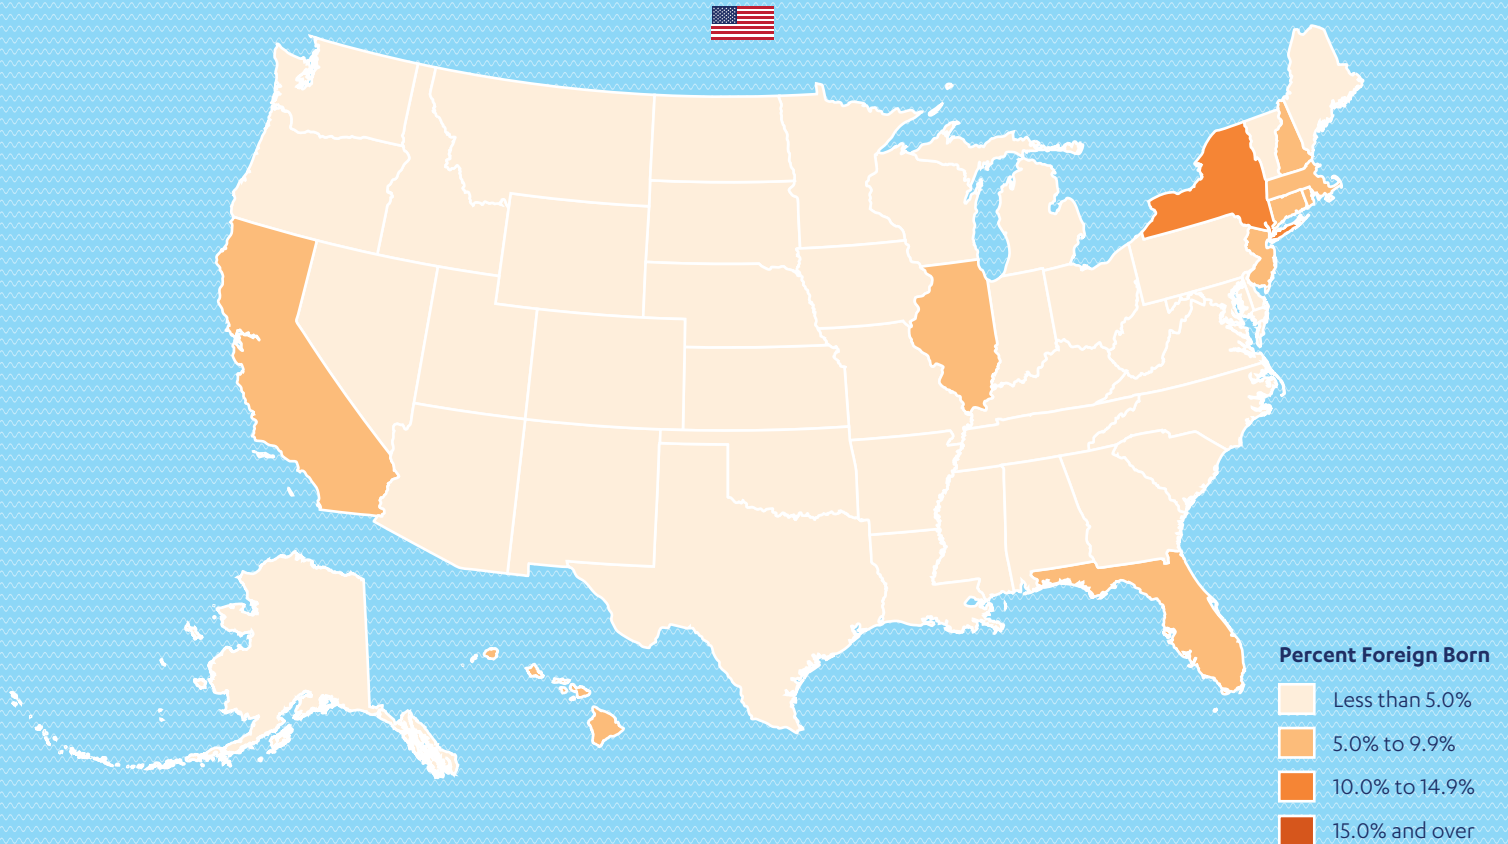 Percent Foreign Born
Less than 5.0%
5.0% to 9.9%
10.0% to 14.9%
15.0% and over